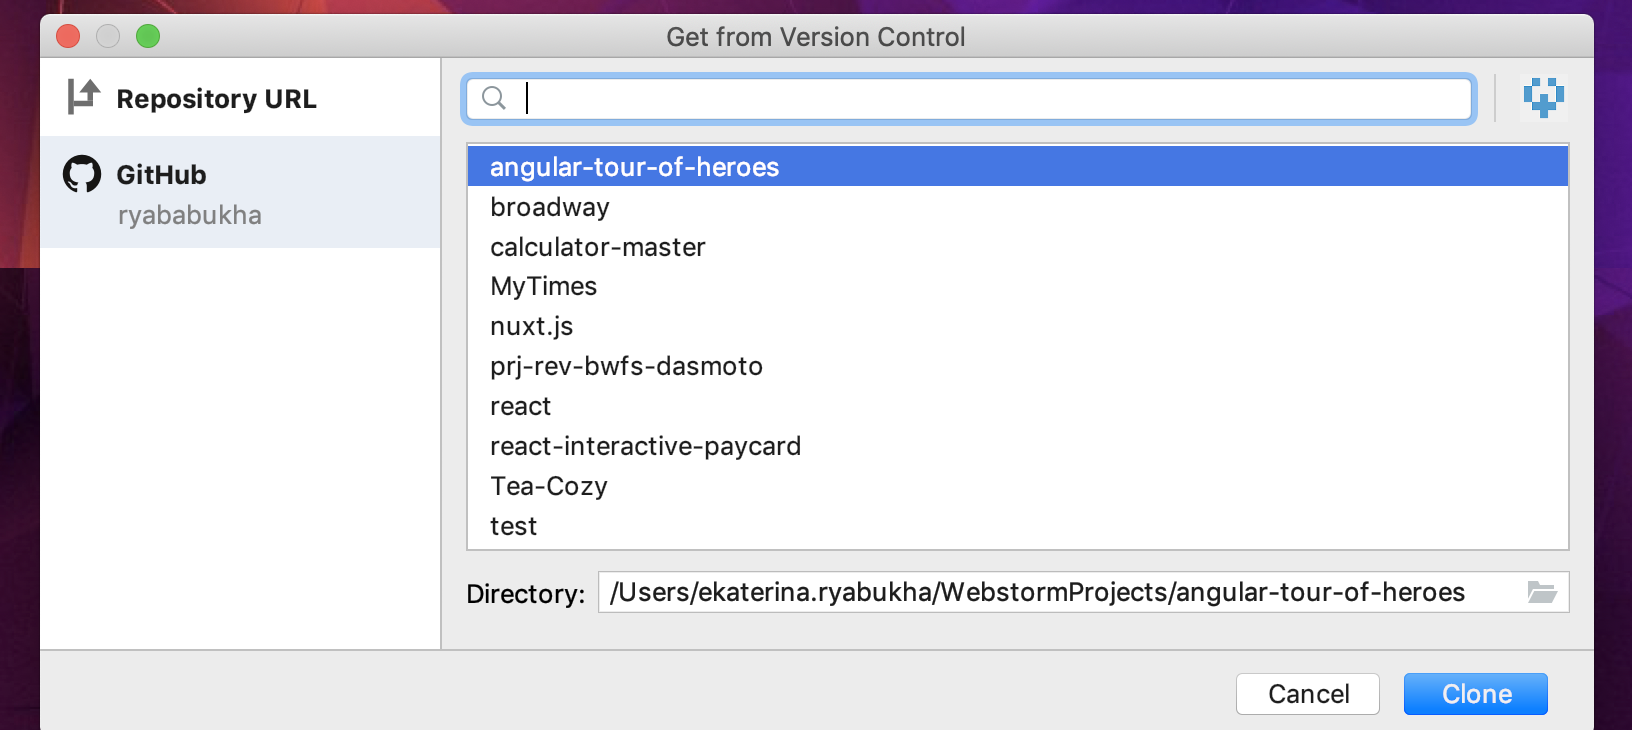 Get from Version Control
Repository URL
GitHub
ryababukha
angular-tour-of-heroes
broadway
calculator-master
MyTimes
nuxt.js
prj-rev-bwfs-dasmoto
react
react-interactive-paycard
Tea-Cozy
test
Directory: /Users/ekaterina.ryabukha/WebstormProjects/angular-tour-of-heroes
Cancel Clone